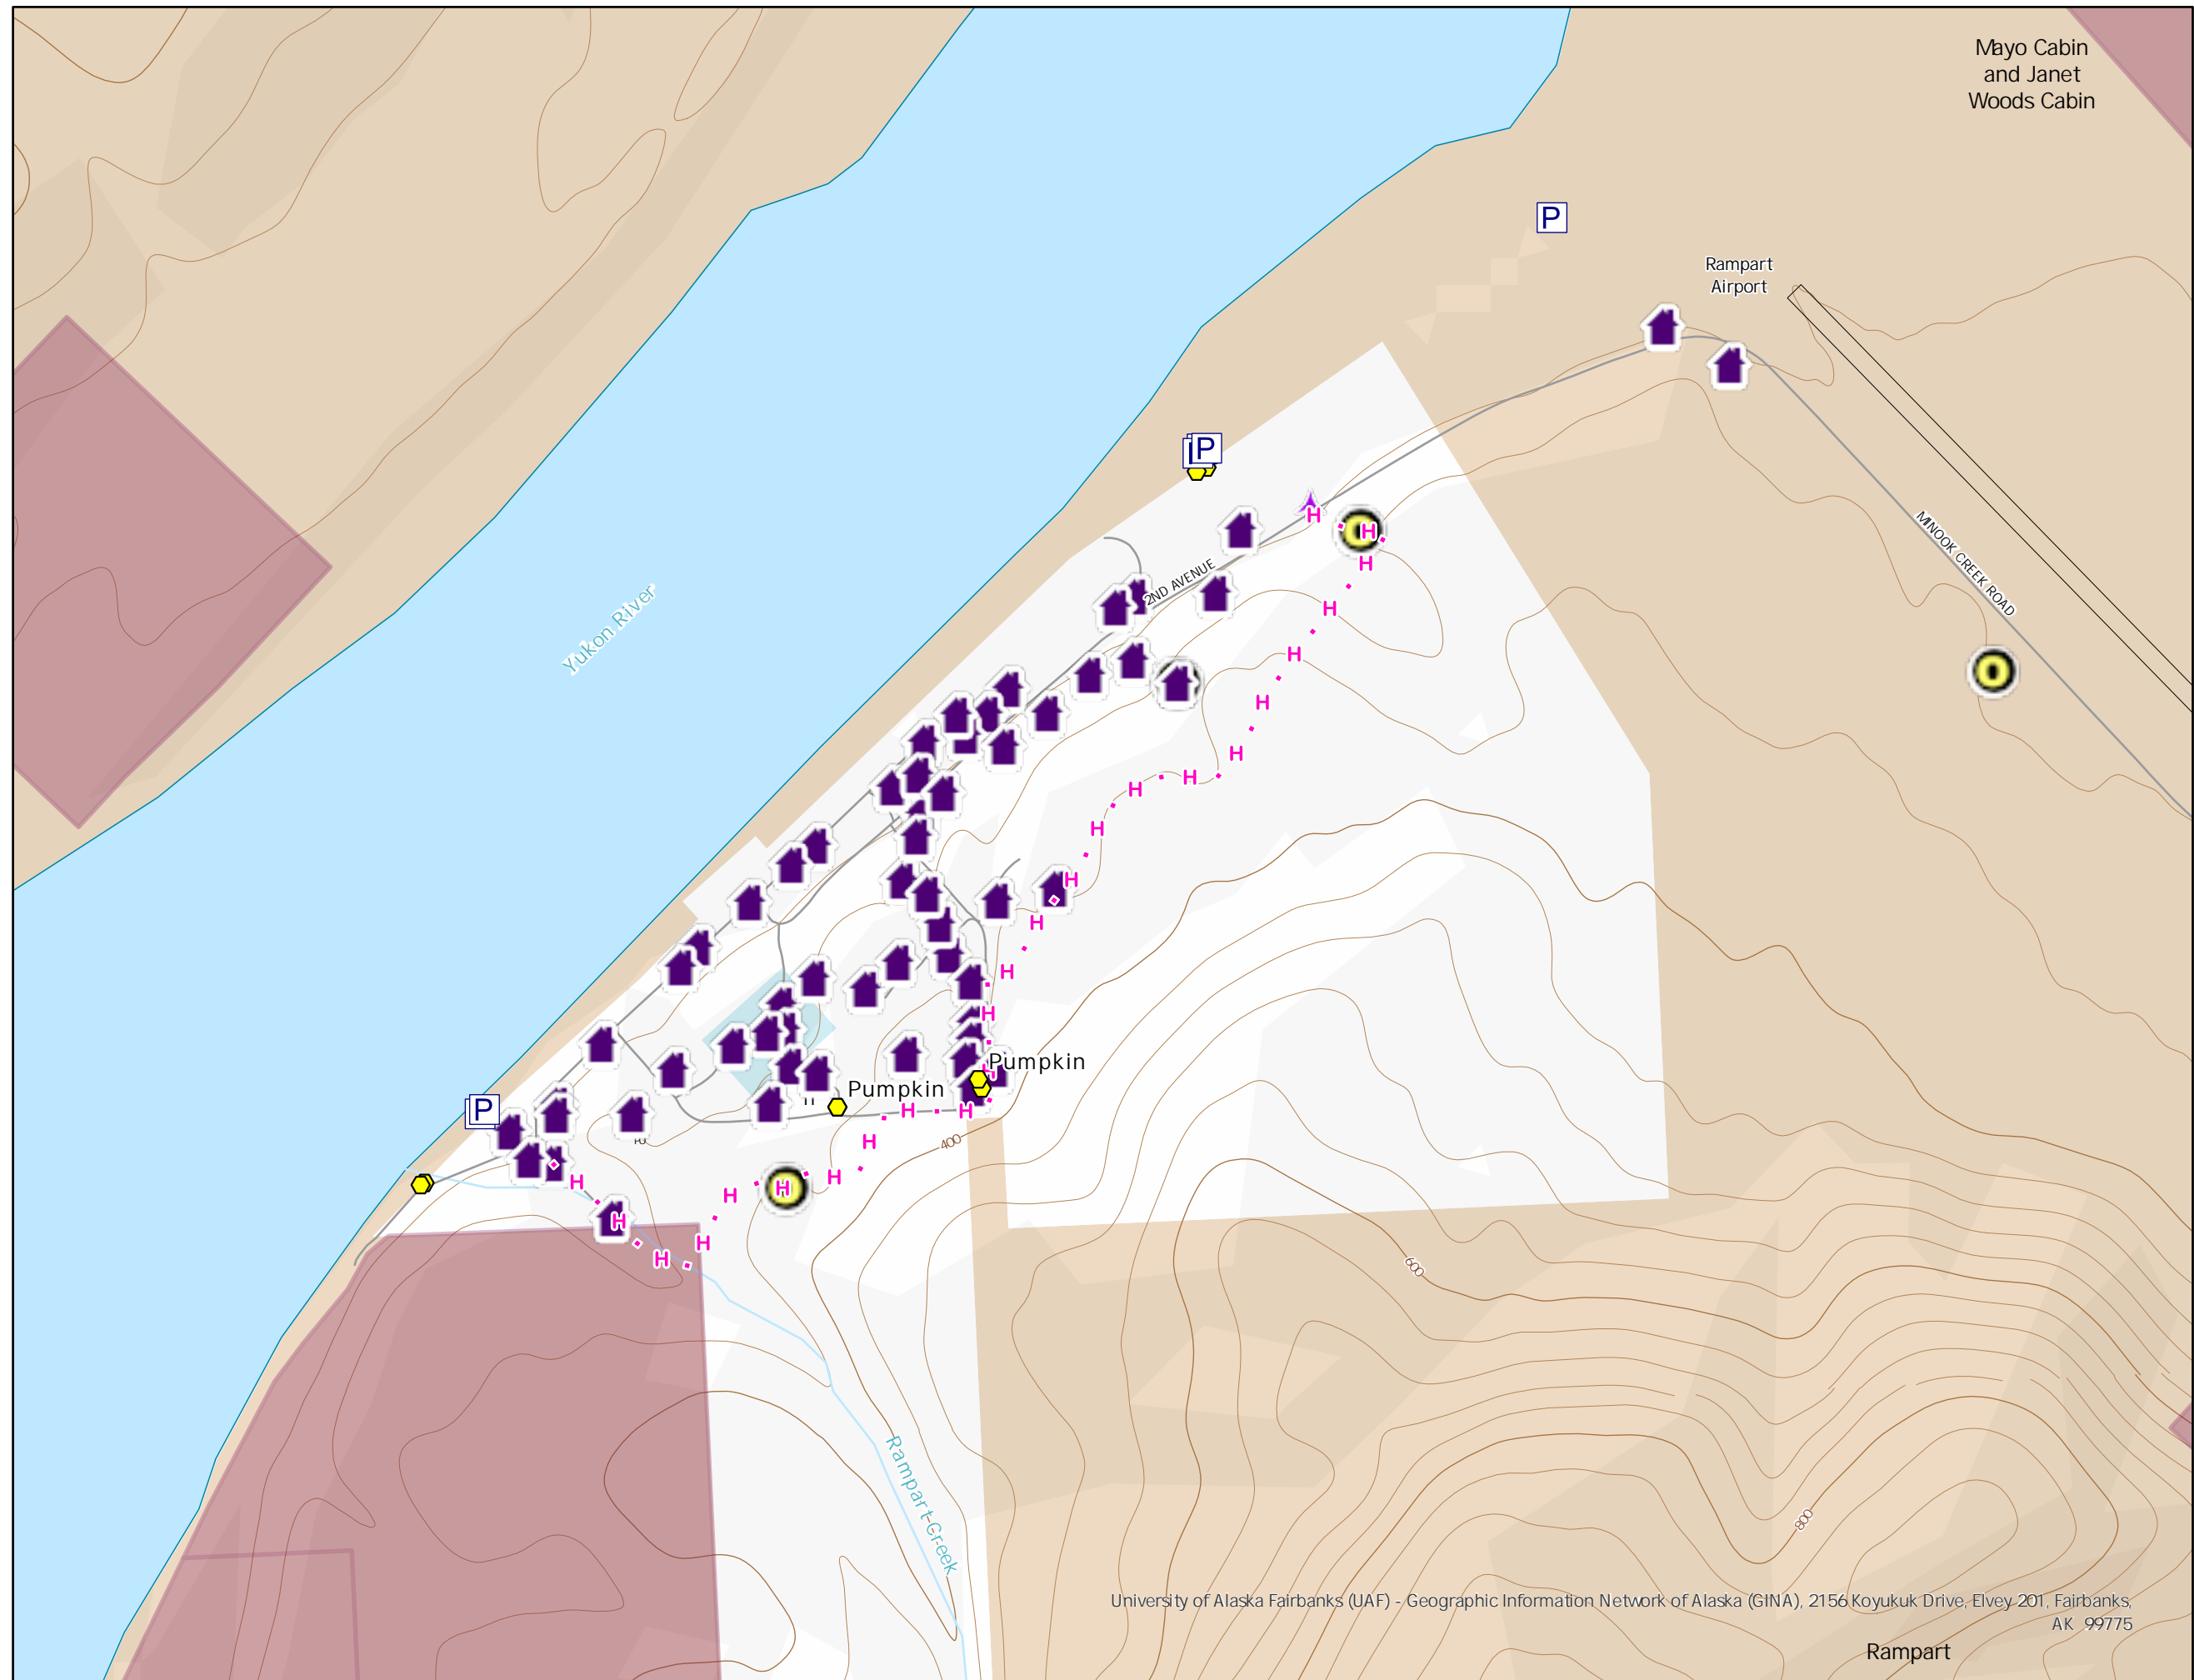 Mayo Cabin
and Janet
Woods Cabin
P
Rampart
Airport
P
H
H
H
MINOOK CREEK ROAD
2ND AVENUE
H
Yukon River
H
H
H
H
H
H
H
H
H
H
Pumpkin
Pumpkin
H
H
P
400
H
H
H
H
H
H
H
H
H
600
Rampart Creek
800
University of Alaska Fairbanks (UAF) - Geographic Information Network of Alaska (GINA), 2156 Koyukuk Drive, Elvey 201, Fairbanks,
AK 99775
Rampart